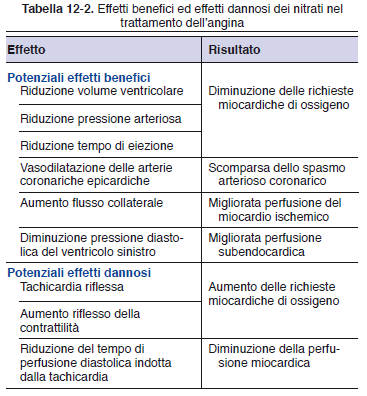 Tabella 12-2. Effetti benefici ed effetti dannosi dei nitrati nel
trattamento dell'angina
Effetto
Risultato
Potenziali effetti benefici
Riduzione volume ventricolare
Diminuzione delle richieste
miocardiche di ossigeno
Riduzione pressione arteriosa
Riduzione tempo di eiezione
Vasodilatazione delle arterie
coronariche epicardiche
Scomparsa dello spasmo
arterioso coronarico
Aumento flusso collaterale
Migliorata perfusione del
miocardio ischemico
Diminuzione pressione diasto-
lica del ventricolo sinistro
Migliorata perfusione
subendocardica
Potenziali effetti dannosi
Tachicardia riflessa
Aumento delle richieste
miocardiche di ossigeno
Aumento riflesso della
contrattilità
Riduzione del tempo di
perfusione diastolica indotta
dalla tachicardia
Diminuzione della perfu-
sione miocardica